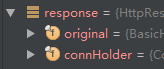 response = {HttpRes
original = {Basic
connHolder = {C